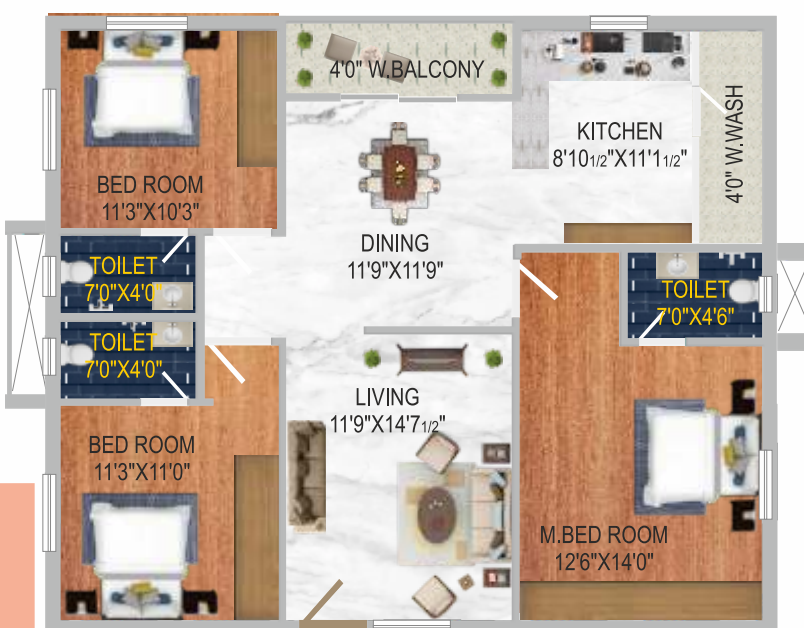 4'0" W.BALCONY
KITCHEN
8'10 1/2"X11'1 1/2"
4'0" W.WASH
BED ROOM
11'3"X10'3"
DINING
11'9"X11'9"
TOILET
7'0"X4'0"
TOILET
7'0"X4'6"
TOILET
7'0"X4'0"
LIVING
11'9"X14'7 1/2"
BED ROOM
11'3"X11'0"
M.BED ROOM
12'6"X14'0"